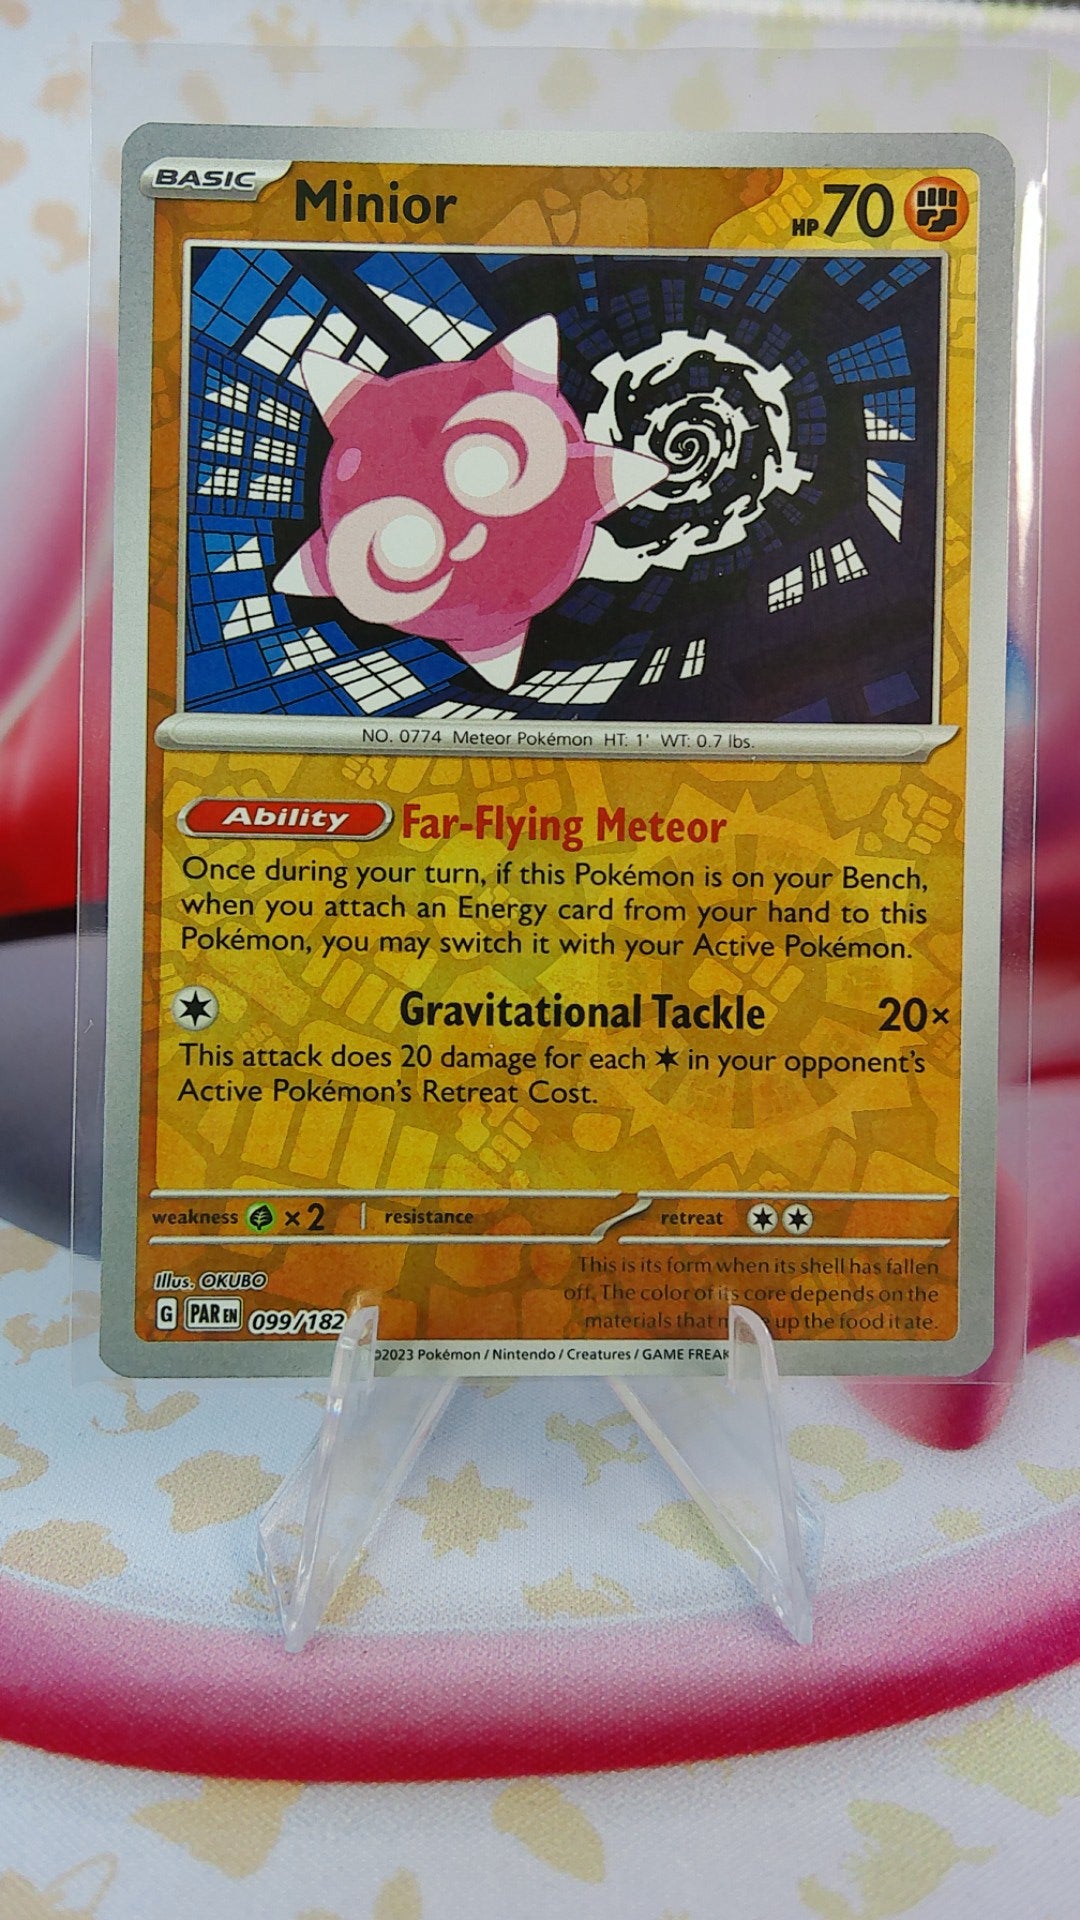 BASIC Minior HP 70
NO. 0774 Meteor Pokémon HT: 1' WT: 0.7 lbs.
Ability Far-Flying Meteor
Once during your turn, if this Pokémon is on your Bench,
when you attach an Energy card from your hand to this
Pokémon, you may switch it with your Active Pokémon.
Gravitational Tackle 20×
This attack does 20 damage for each in your opponent's
Active Pokémon's Retreat Cost.
weakness ×2 resistance retreat
This is its form when its shell has fallen
off. The color of its core depends on the
materials that up the food it ate.
Illus. OKUBO
G PAR EN 099/182
©2023 Pokémon / Nintendo / Creatures / GAME FREAK